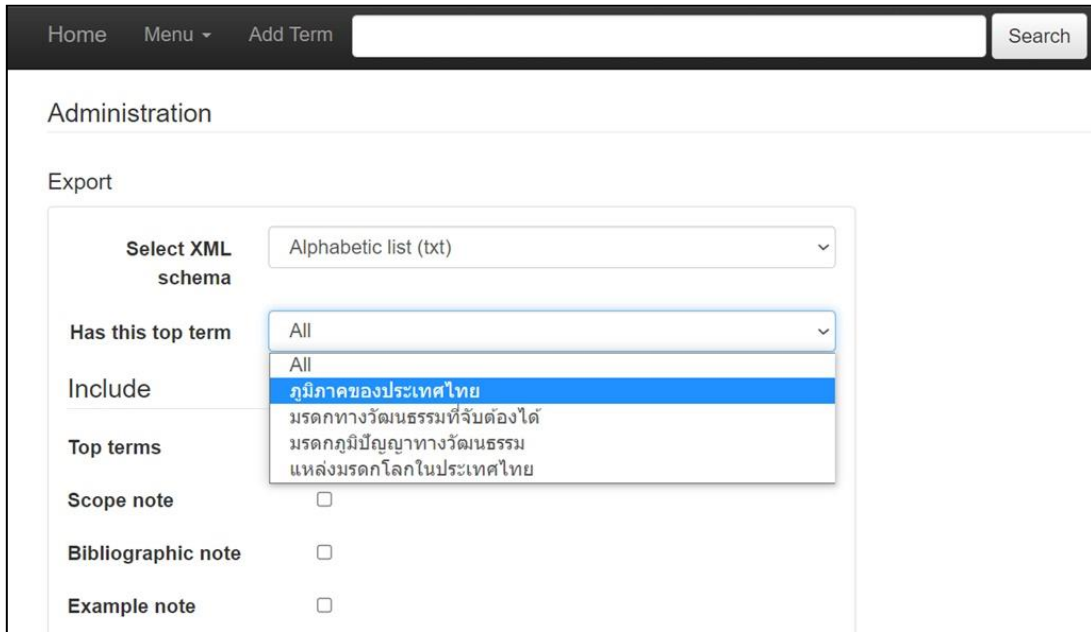 Home Menu Add Term Search
Administration
Export
Select XML schema Alphabetic list (txt)
Has this top term All
All
Include
ภูมิภาคของประเทศไทย
มรดกทางวัฒนธรรมที่จับต้องได้
Top terms
มรดกภูมิปัญญาทางวัฒนธรรม
แหล่งมรดกโลกในประเทศไทย
Scope note
Bibliographic note
Example note